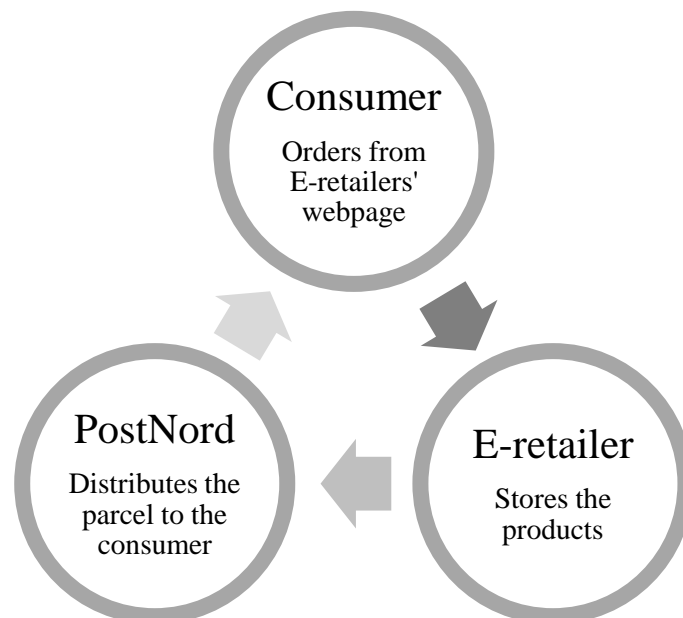 Consumer
Orders from
E-retailers'
webpage
PostNord
Distributes the
parcel to the
consumer
E-retailer
Stores the
products